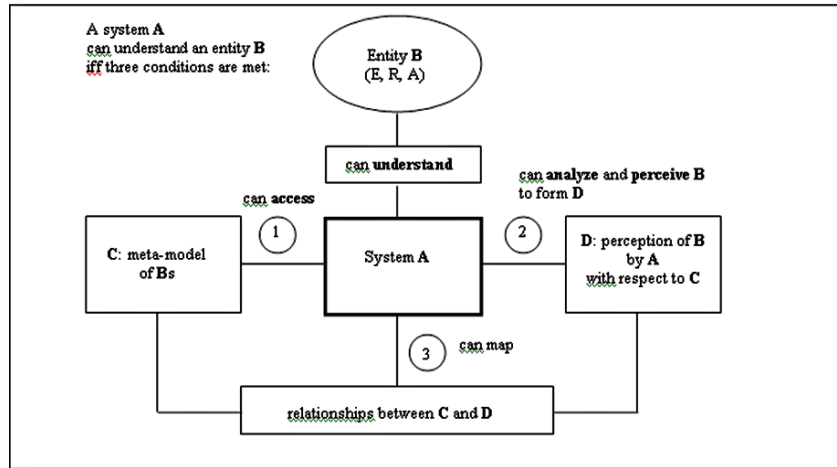 A system A
can understand an entity B
iff three conditions are met:
Entity B
(E, R, A)
can understand
can analyze and perceive B
to form D
can access
1
2
C: meta-model
of Bs
System A
D: perception of B
by A
with respect to C
3
can map
relationships between C and D